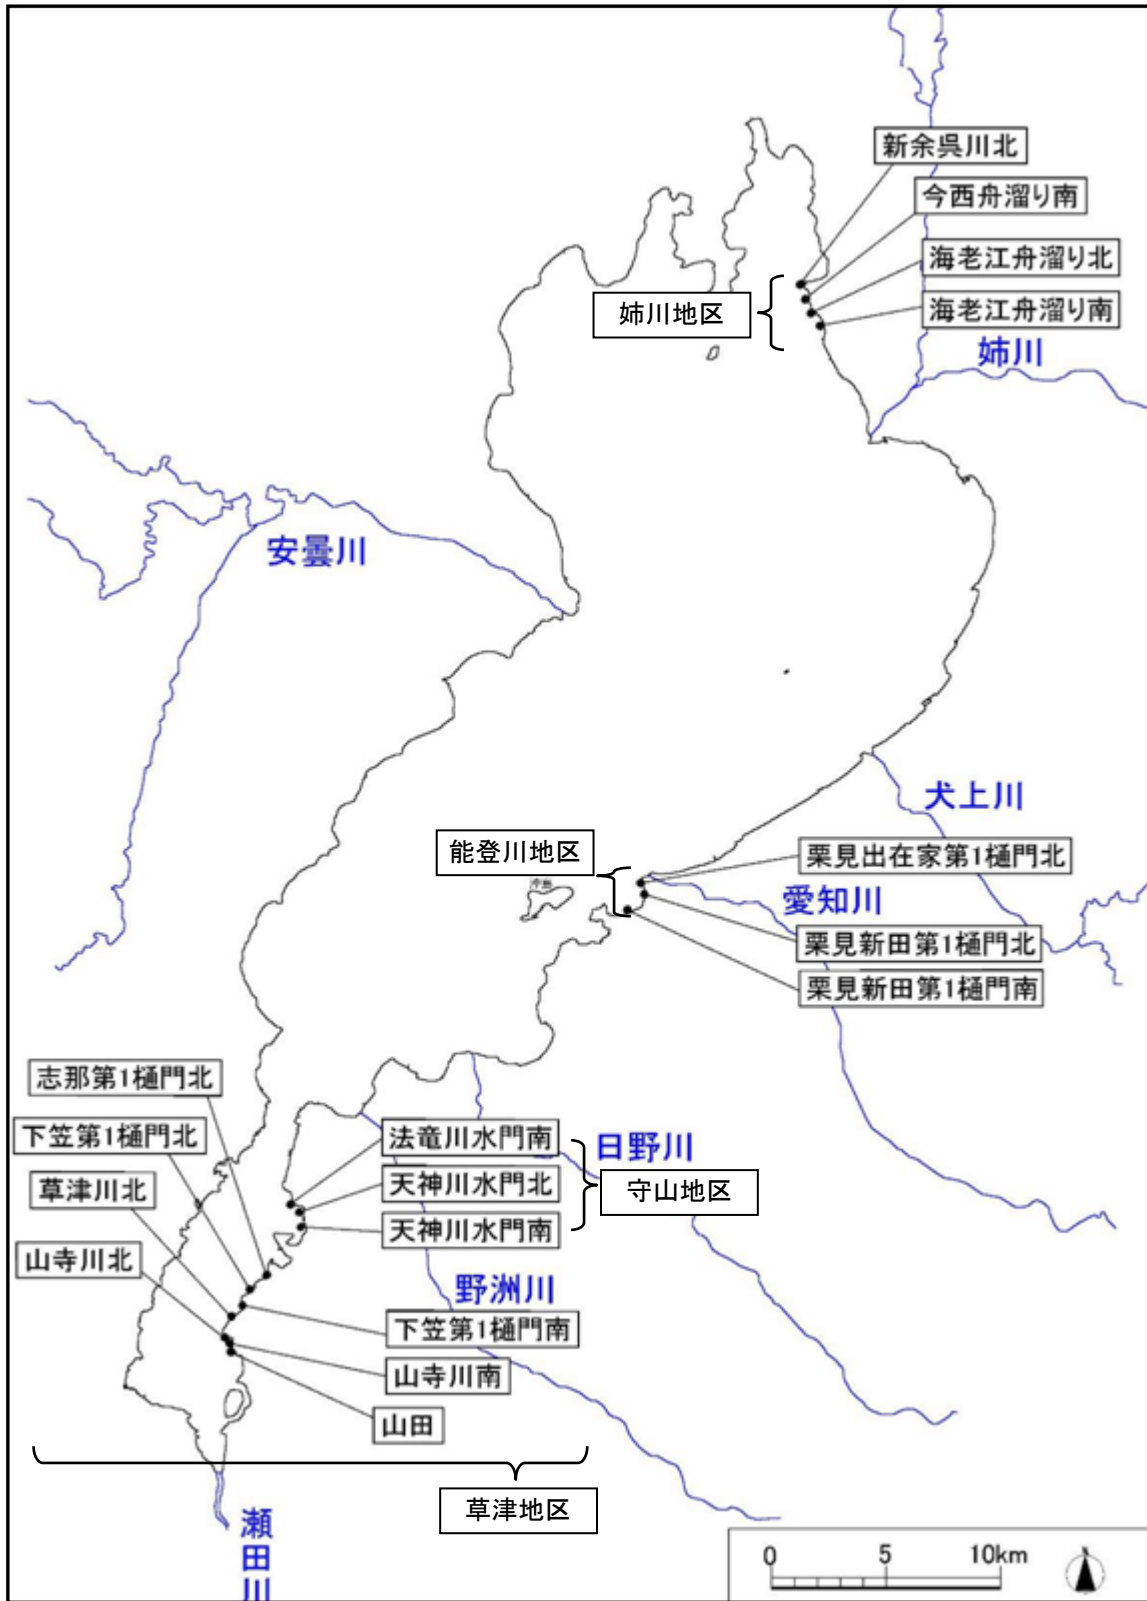 新余呉川北
今西舟溜り南
海老江舟溜り北
姉川地区
海老江舟溜り南
姉川
安曇川
犬上川
能登川地区
栗見出在家第1樋門北
沖島
愛知川
栗見新田第1樋門北
栗見新田第1樋門南
志那第1樋門北
下笠第1樋門北
法竜川水門南
日野川
草津川北
天神川水門北
守山地区
天神川水門南
山寺川北
野洲川
下笠第1樋門南
山寺川南
山田
草津地区
瀬田川
0 5 10km
N